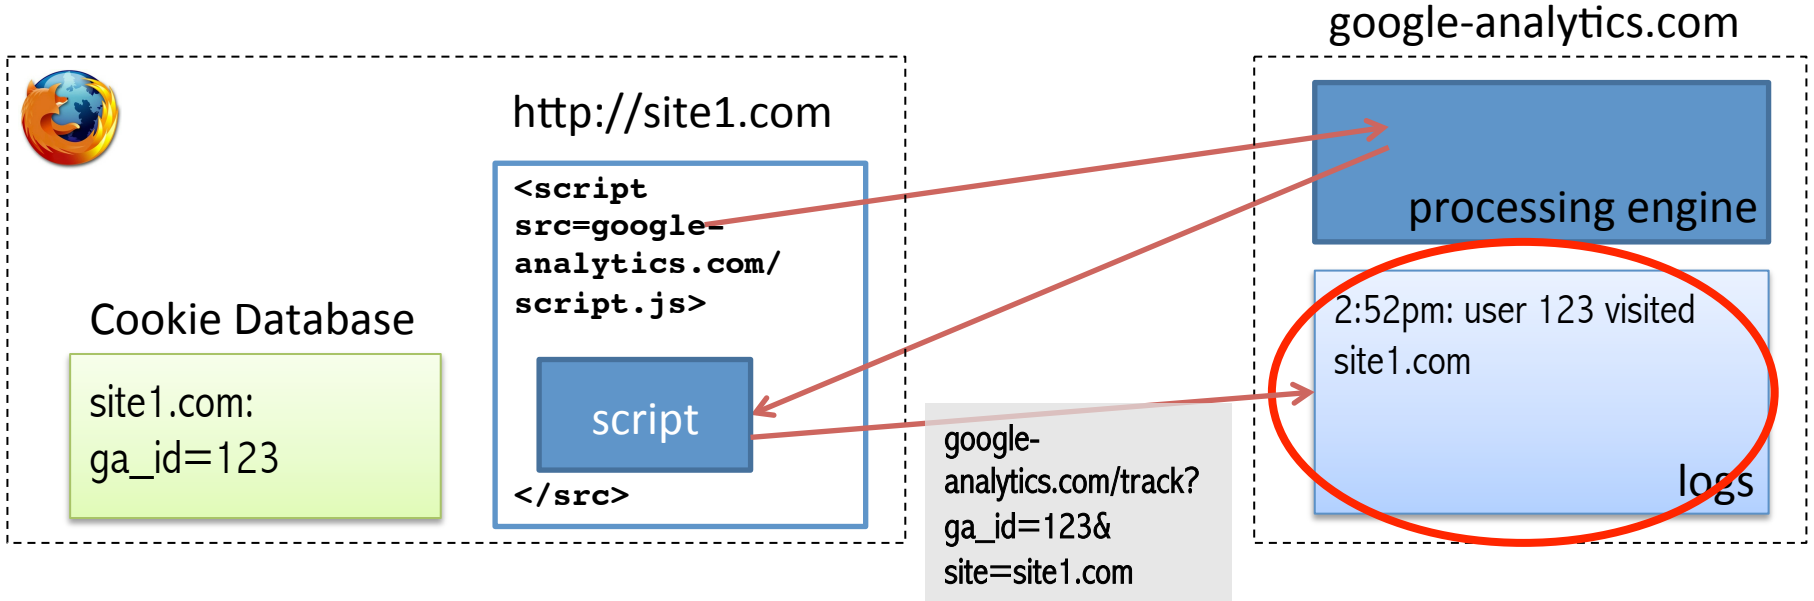 google-analytics.com
http://site1.com
<script
src=google-
analytics.com/
script.js>
script
</src>
Cookie Database
site1.com:
ga_id=123
google-
analytics.com/track?
ga_id=123&
site=site1.com
processing engine
2:52pm: user 123 visited
site1.com
logs